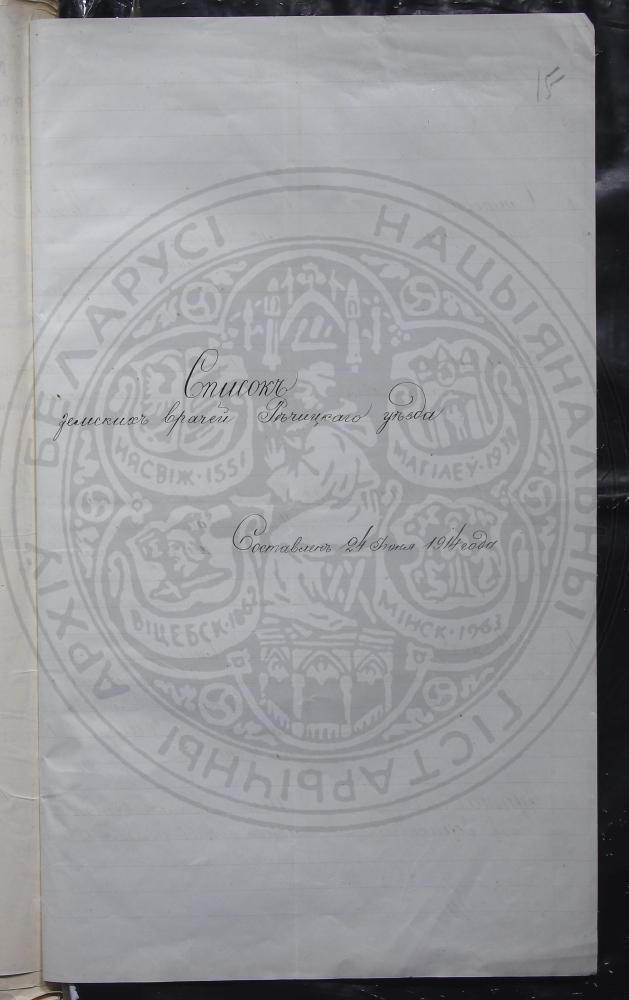 15
Списокъ
земскихъ врачей Рѣчицкаго уѣзда
Составленъ 24 Іюня 1914 года
НАЦЫЯНАЛЬНЫ ГІСТАРЫЧНЫ АРХІЎ БЕЛАРУСІ
НЯСВІЖ·1551
МАГІЛЕЎ·19
ВІЦЕБСК·1862
МІНСК·1963